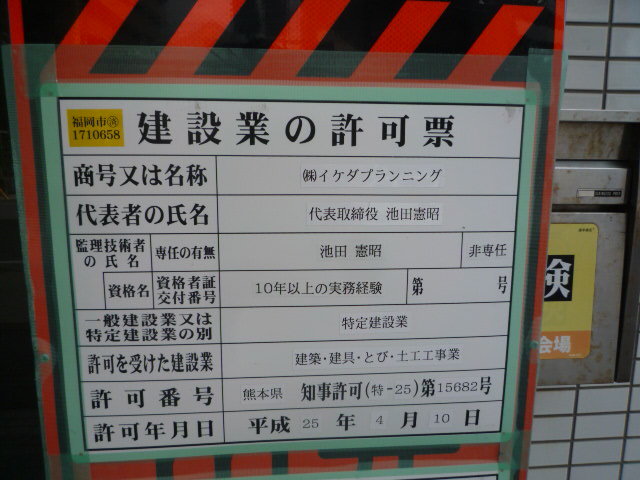 福岡市済
1710658
建設業の許可票
商号又は名称 ㈱イケダプランニング
代表者の氏名 代表取締役 池田憲昭
監理技術者の氏名 専任の有無 池田 憲昭 非専任
資格名 資格者証交付番号 10年以上の実務経験 第 号
一般建設業又は特定建設業の別 特定建設業
許可を受けた建設業 建築・建具・とび・土工工事業
許可番号 熊本県 知事許可(特-25)第15682号
許可年月日 平成 25 年 4 月 10 日
検
会場